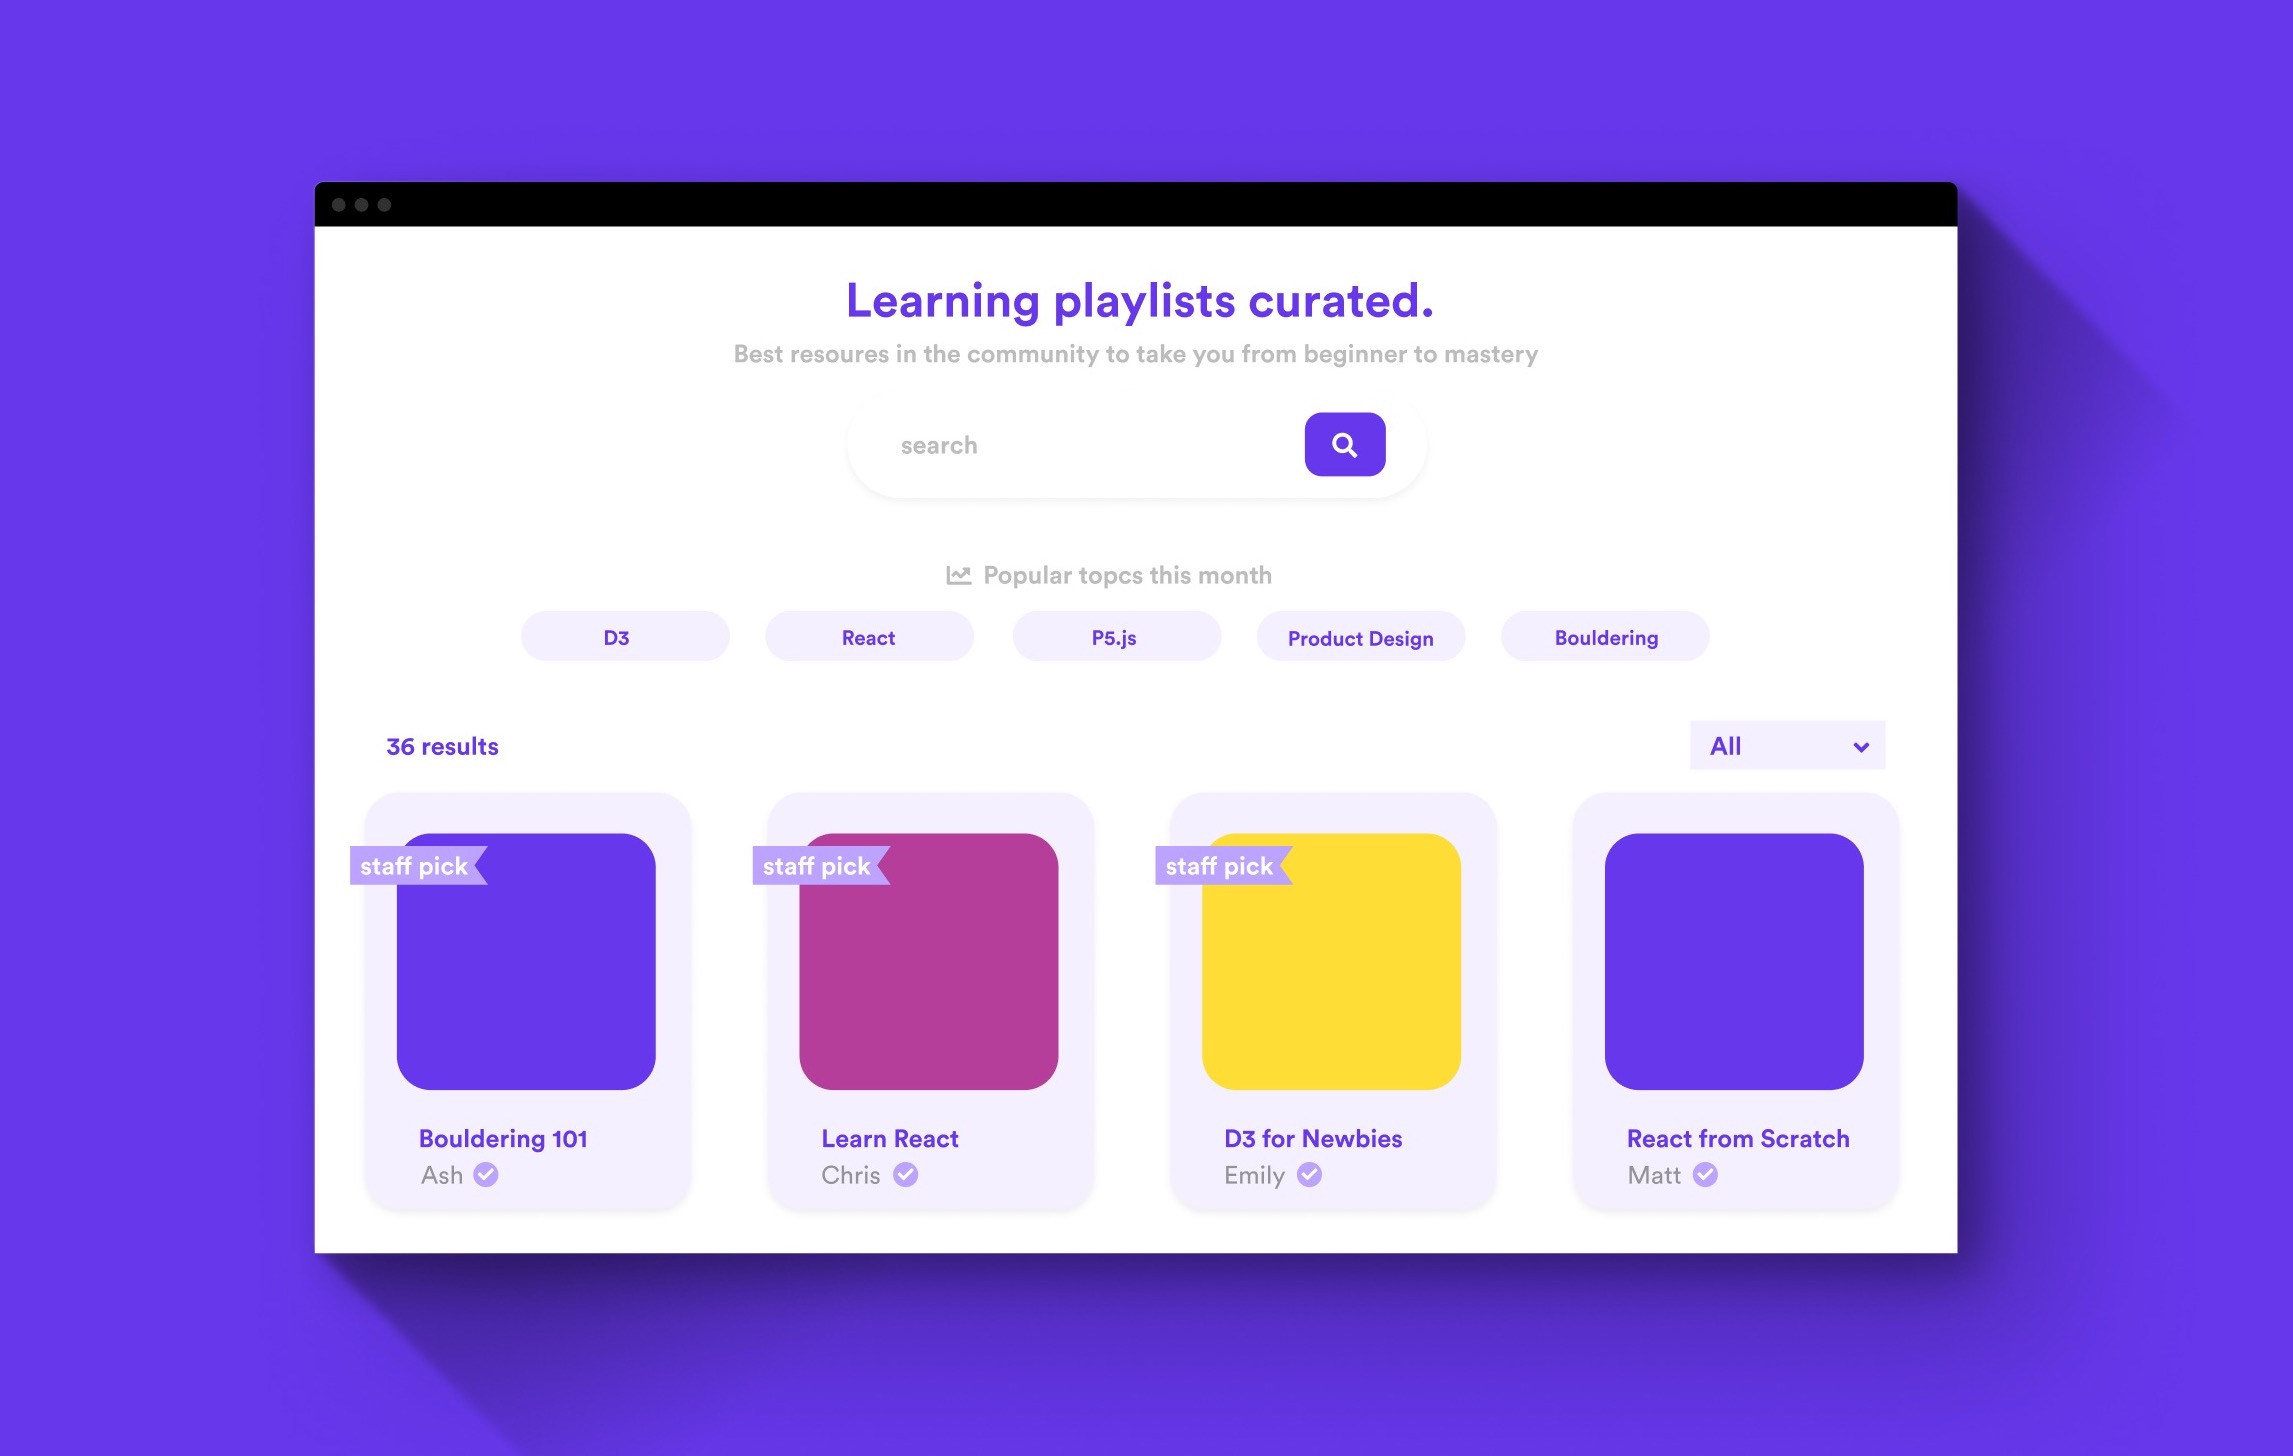 Learning playlists curated.
Best resoures in the community to take you from beginner to mastery
search
Popular topcs this month
D3
React
P5.js
Product Design
Bouldering
36 results
All
staff pick
staff pick
staff pick
Bouldering 101
Ash
Learn React
Chris
D3 for Newbies
Emily
React from Scratch
Matt